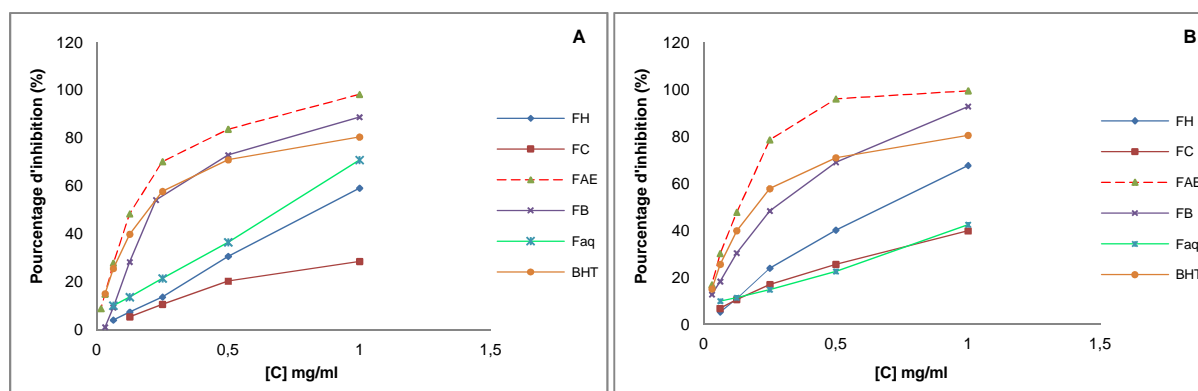 A
Pourcentage d'inhibition (%)
120
100
80
60
40
20
0
0
0,5
1
1,5
[C] mg/ml
FH
FC
FAE
FB
Faq
BHT
B
Pourcentage d'inhibition (%)
120
100
80
60
40
20
0
0
0,5
1
1,5
[C] mg/ml
FH
FC
FAE
FB
Faq
BHT